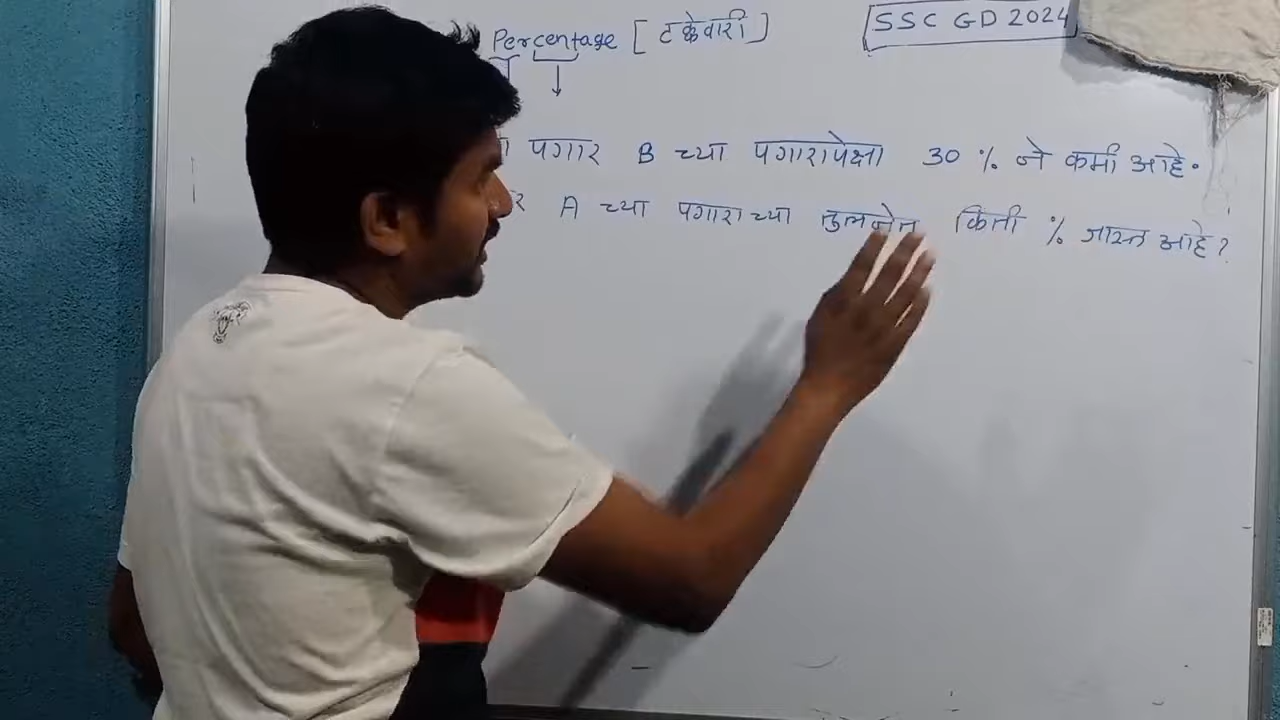 Percentage [ टक्केवारी ]
SSC GD 2024
पगार B च्या पगारापेक्षा 30 % ने कमी आहे.
A च्या पगाराच्या तुलनेत किती % जास्त आहे?